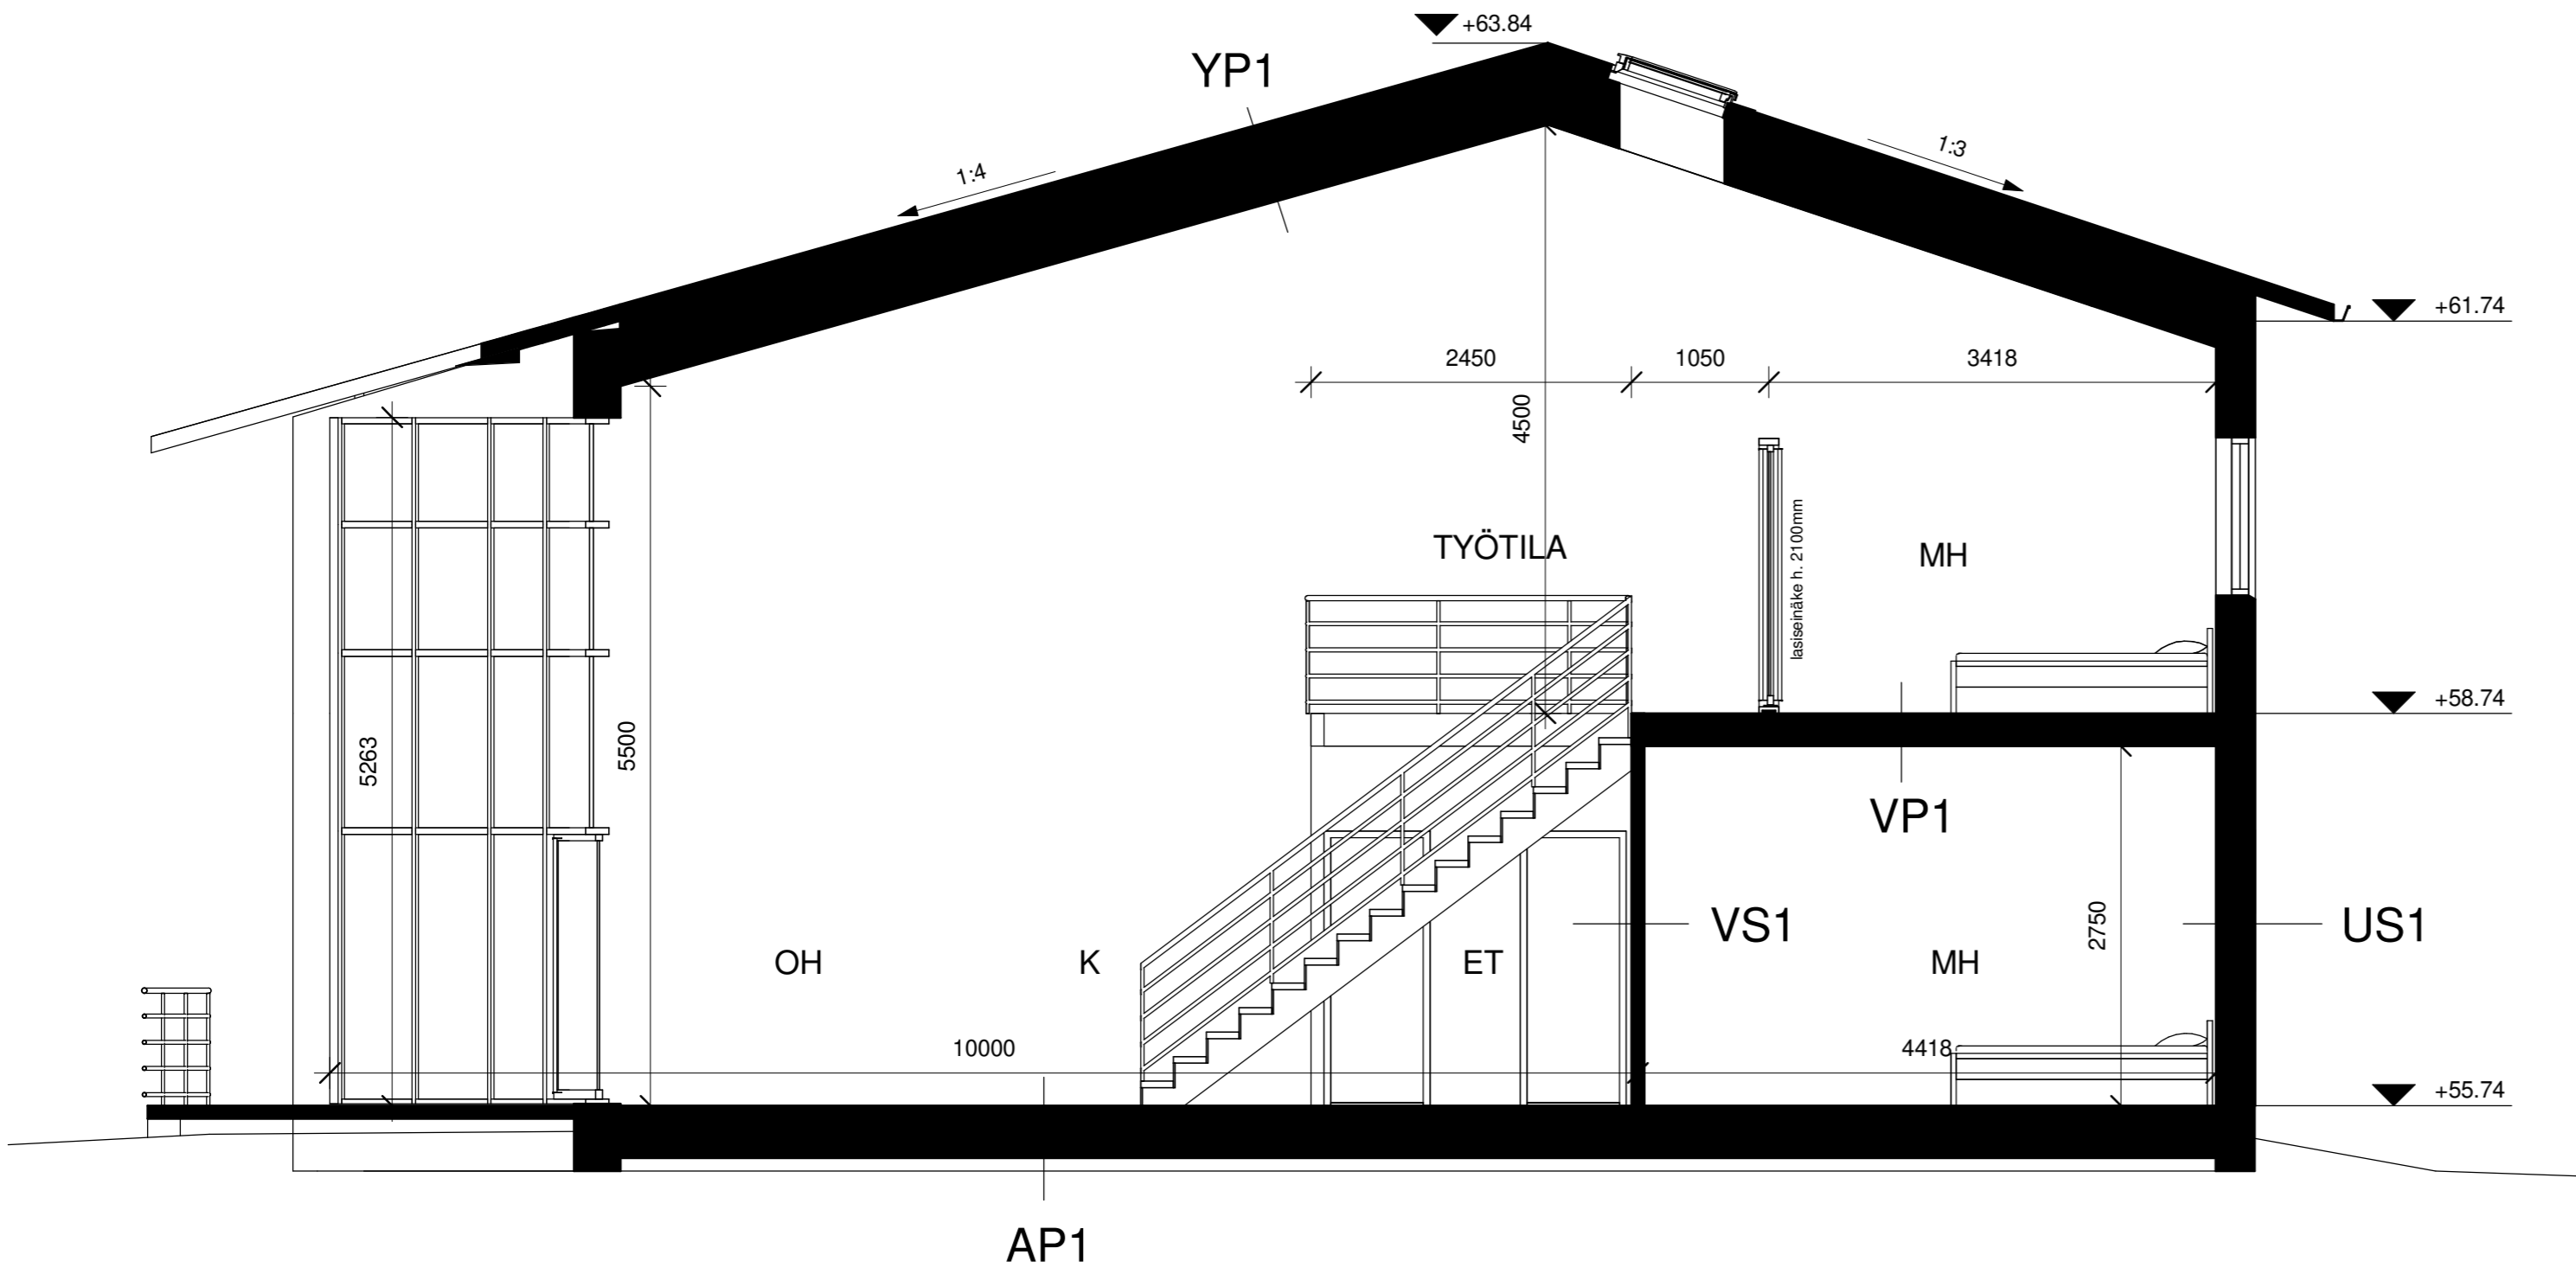 +63.84
YP1
1:4
1:3
+61.74
2450
1050
3418
4500
TYÖTILA
MH
lasiseinäke h. 2100mm
+58.74
5263
5500
VP1
VS1
2750
US1
OH
K
ET
MH
10000
4418
+55.74
AP1